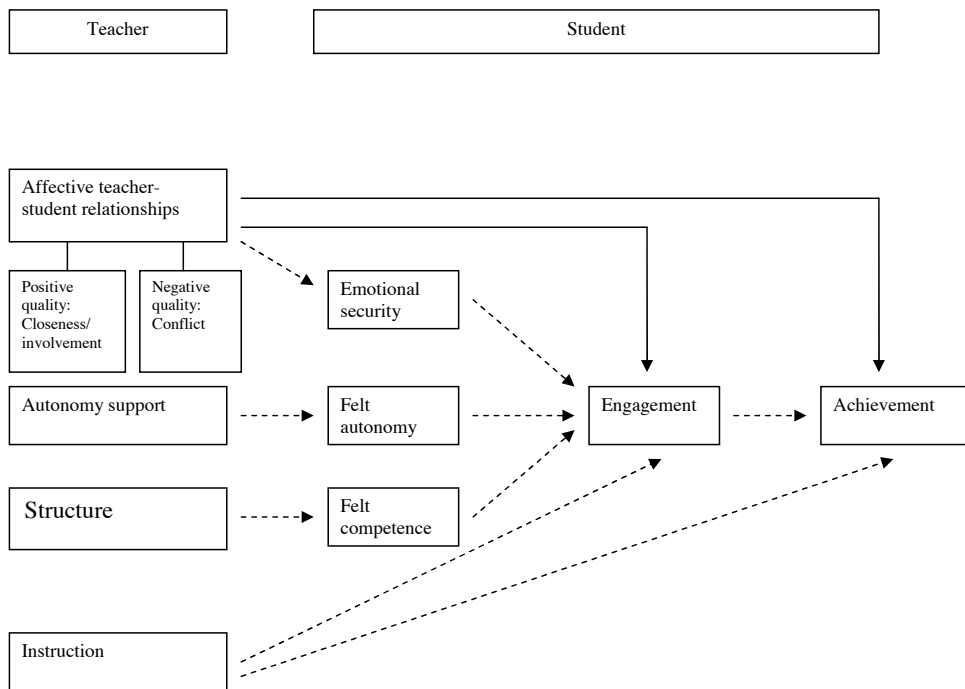 Teacher
Student
Affective teacher-
student relationships
Positive
quality:
Closeness/
involvement
Negative
quality:
Conflict
Emotional
security
Autonomy support
Felt
autonomy
Engagement
Achievement
Structure
Felt
competence
Instruction